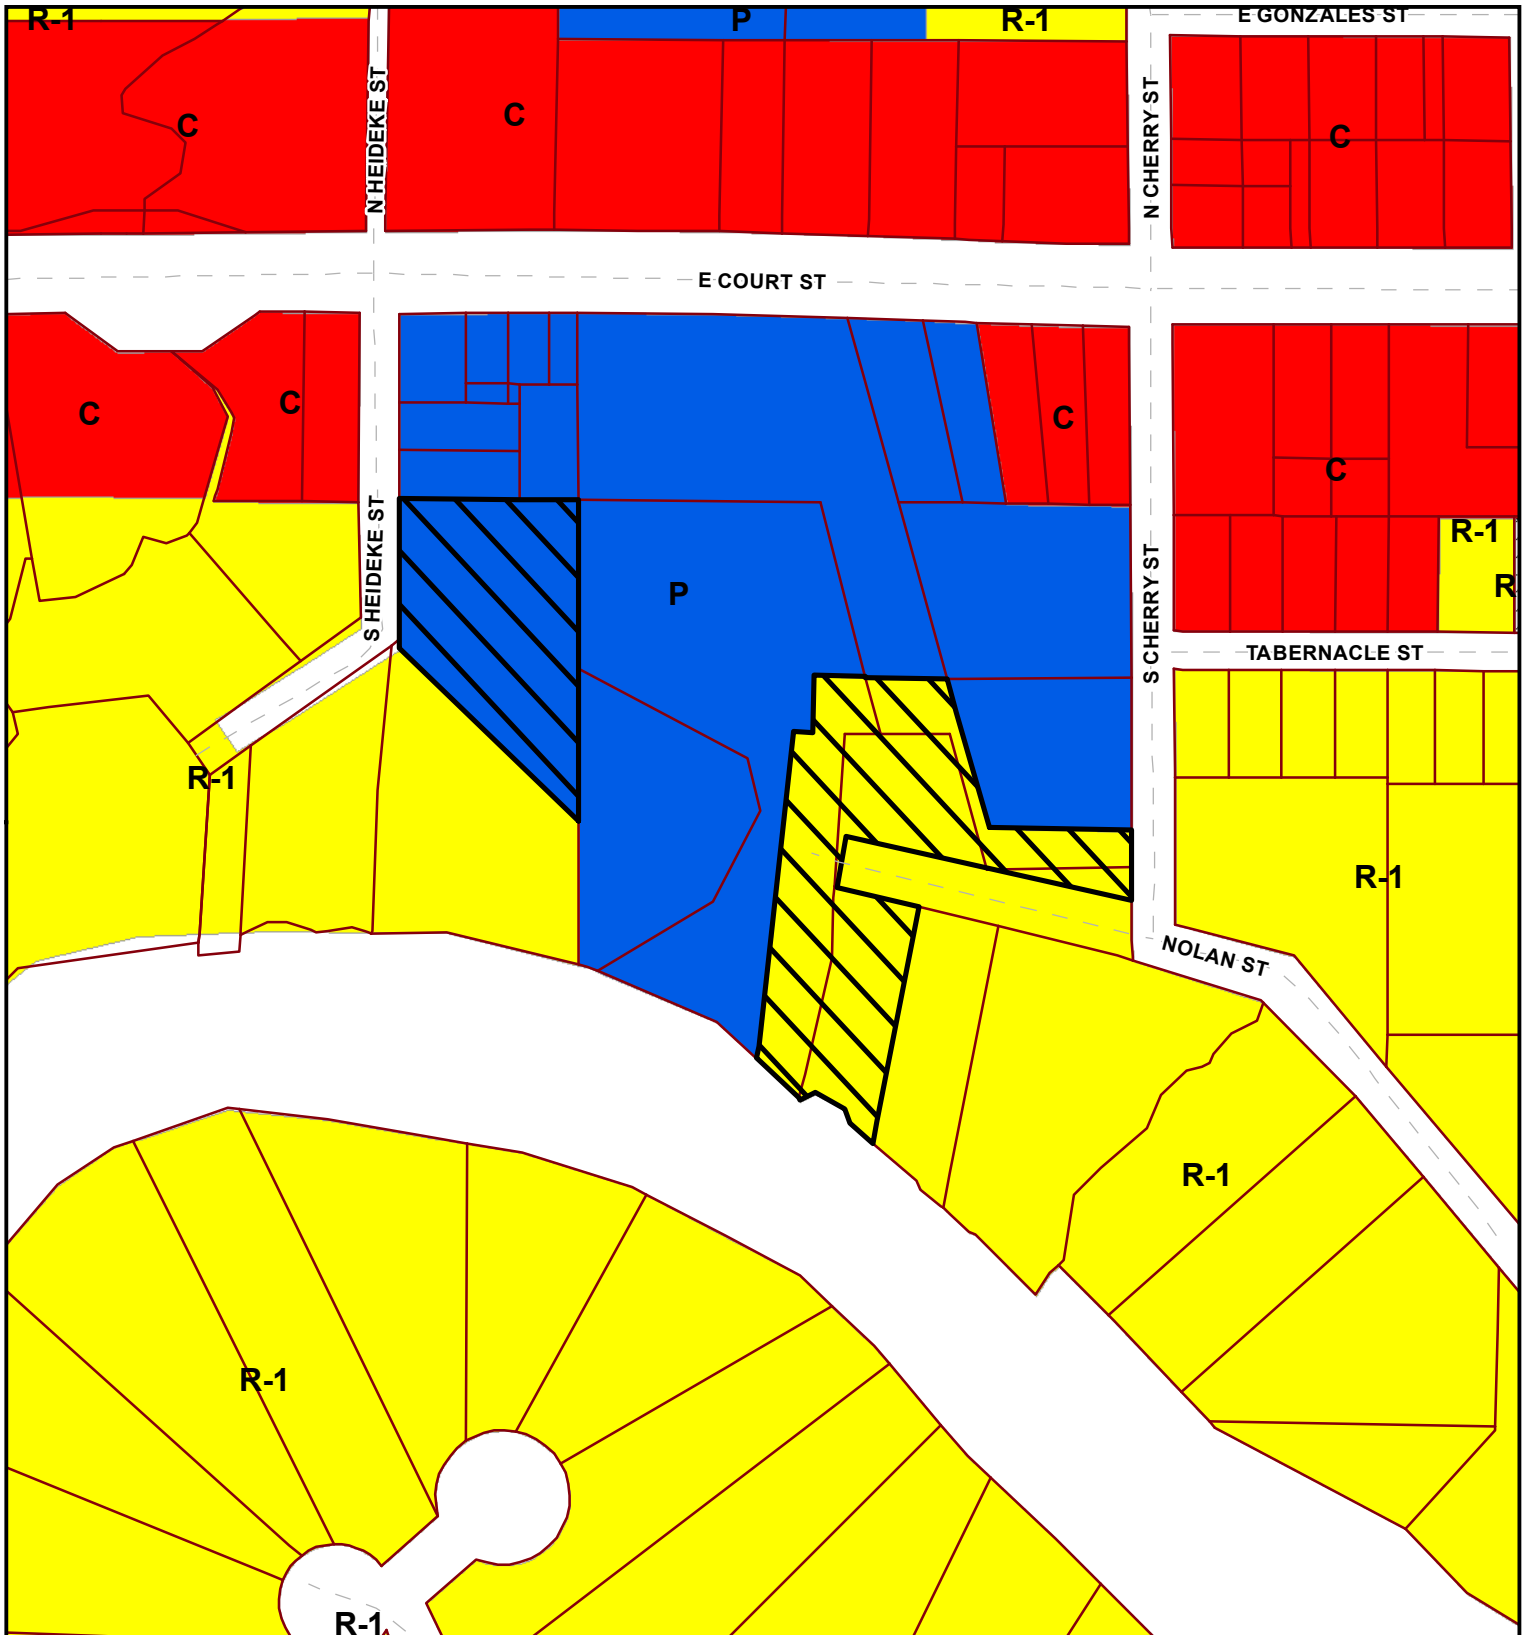 R-1
P
R-1
E GONZALES ST
C
N HEIDEKE ST
C
N CHERRY ST
C
E COURT ST
C
C
C
C
S HEIDEKE ST
P
S CHERRY ST
R-1
R
TABERNACLE ST
R-1
R-1
NOLAN ST
R-1
R-1
R-1